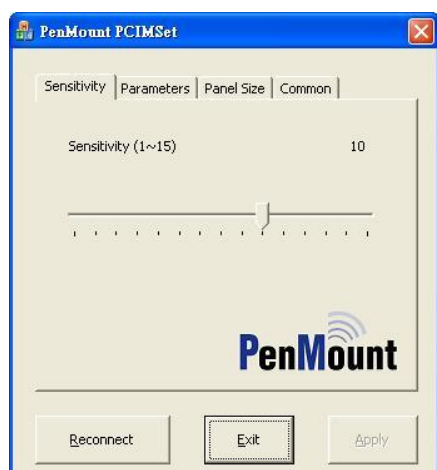 PenMount PCIMSet
Sensitivity Parameters Panel Size Common
Sensitivity (1~15) 10
PenMount
Reconnect Exit Apply